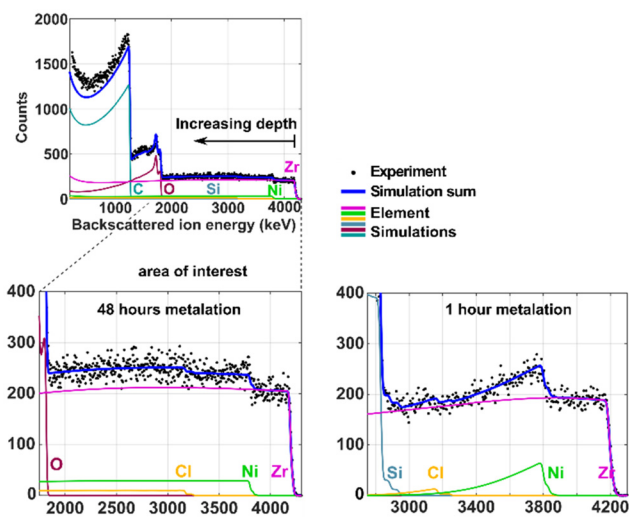 2000
1500
1000
500
0
Counts
Increasing depth
Zr
C
O
Si
Ni
1000 2000 3000 4000
Backscattered ion energy (keV)
Experiment
Simulation sum
Element
Simulations
area of interest
400
300
200
100
0
48 hours metalation
O
Cl
Ni
Zr
2000 2500 3000 3500 4000
400
300
200
100
0
1 hour metalation
Si
Cl
Ni
Zr
3000 3400 3800 4200